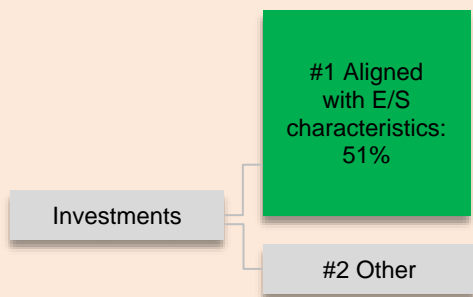 #1 Aligned
with E/S
characteristics:
51%
Investments
#2 Other